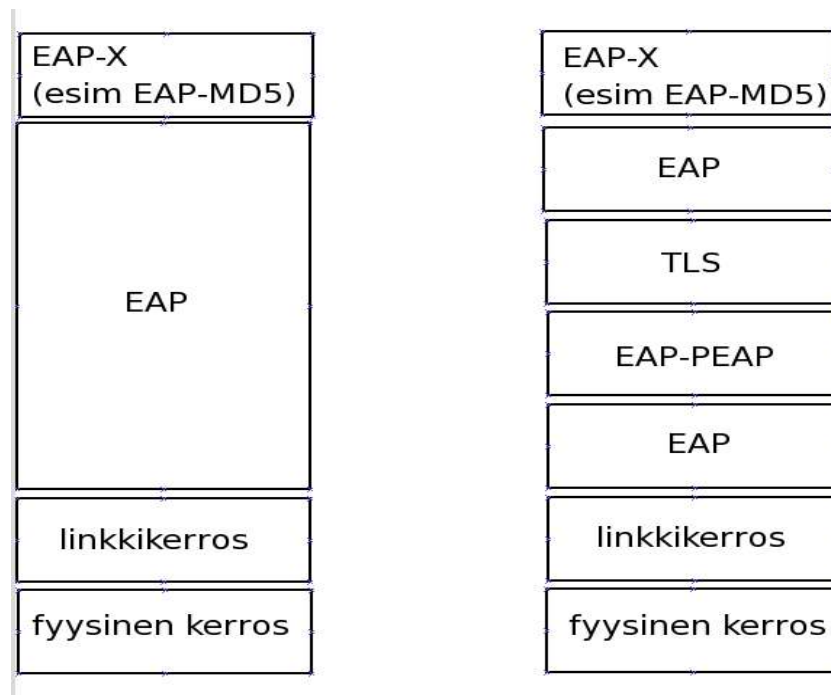 EAP-X
(esim EAP-MD5)
EAP
linkkikerros
fyysinen kerros
EAP-X
(esim EAP-MD5)
EAP
TLS
EAP-PEAP
EAP
linkkikerros
fyysinen kerros